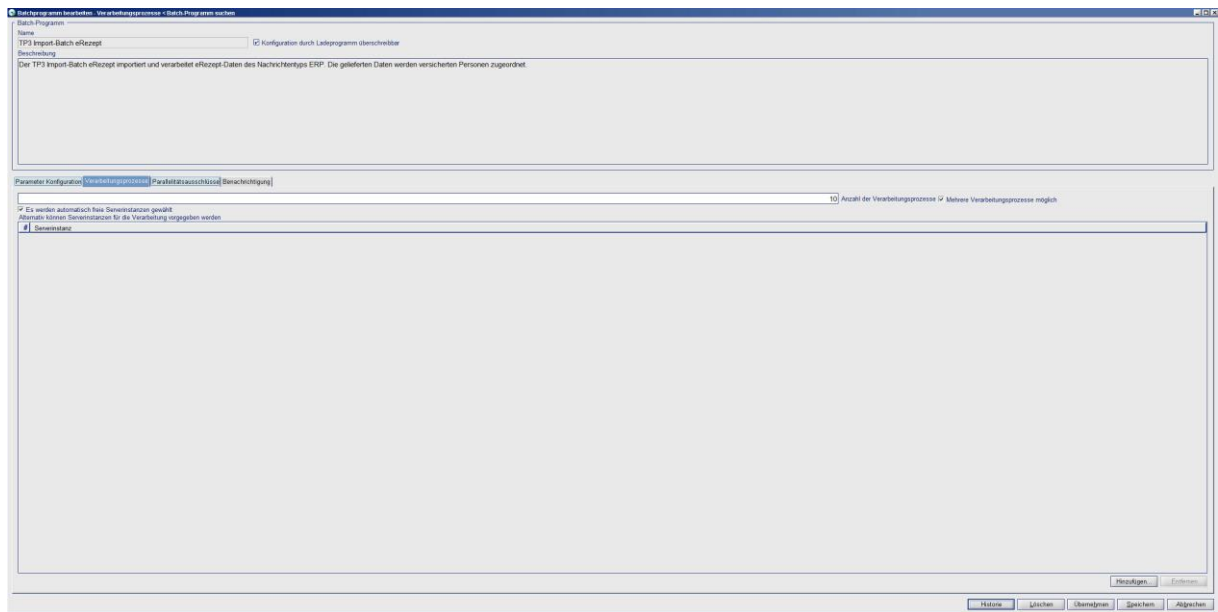 Batchprogramm bearbeiten - Verarbeitungsprozesse < Batch-Programm suchen
Batch-Programm
Name
TP3 Import-Batch eRezept
Konfiguration durch Ladeprogramm überschreibbar
Beschreibung
Der TP3 Import-Batch eRezept importiert und verarbeitet eRezept-Daten des Nachrichtentyps ERP. Die gelieferten Daten werden versicherten Personen zugeordnet.
Parameter Konfiguration Verarbeitungsprozesse Parallelitätsausschlüsse Benachrichtigung
10 Anzahl der Verarbeitungsprozesse Mehrere Verarbeitungsprozesse möglich
Es werden automatisch freie Serverinstanzen gewählt
Alternativ können Serverinstanzen für die Verarbeitung vorgegeben werden
# Serverinstanz
Hinzufügen... Entfernen
Historie Löschen Übernehmen Speichern Abbrechen